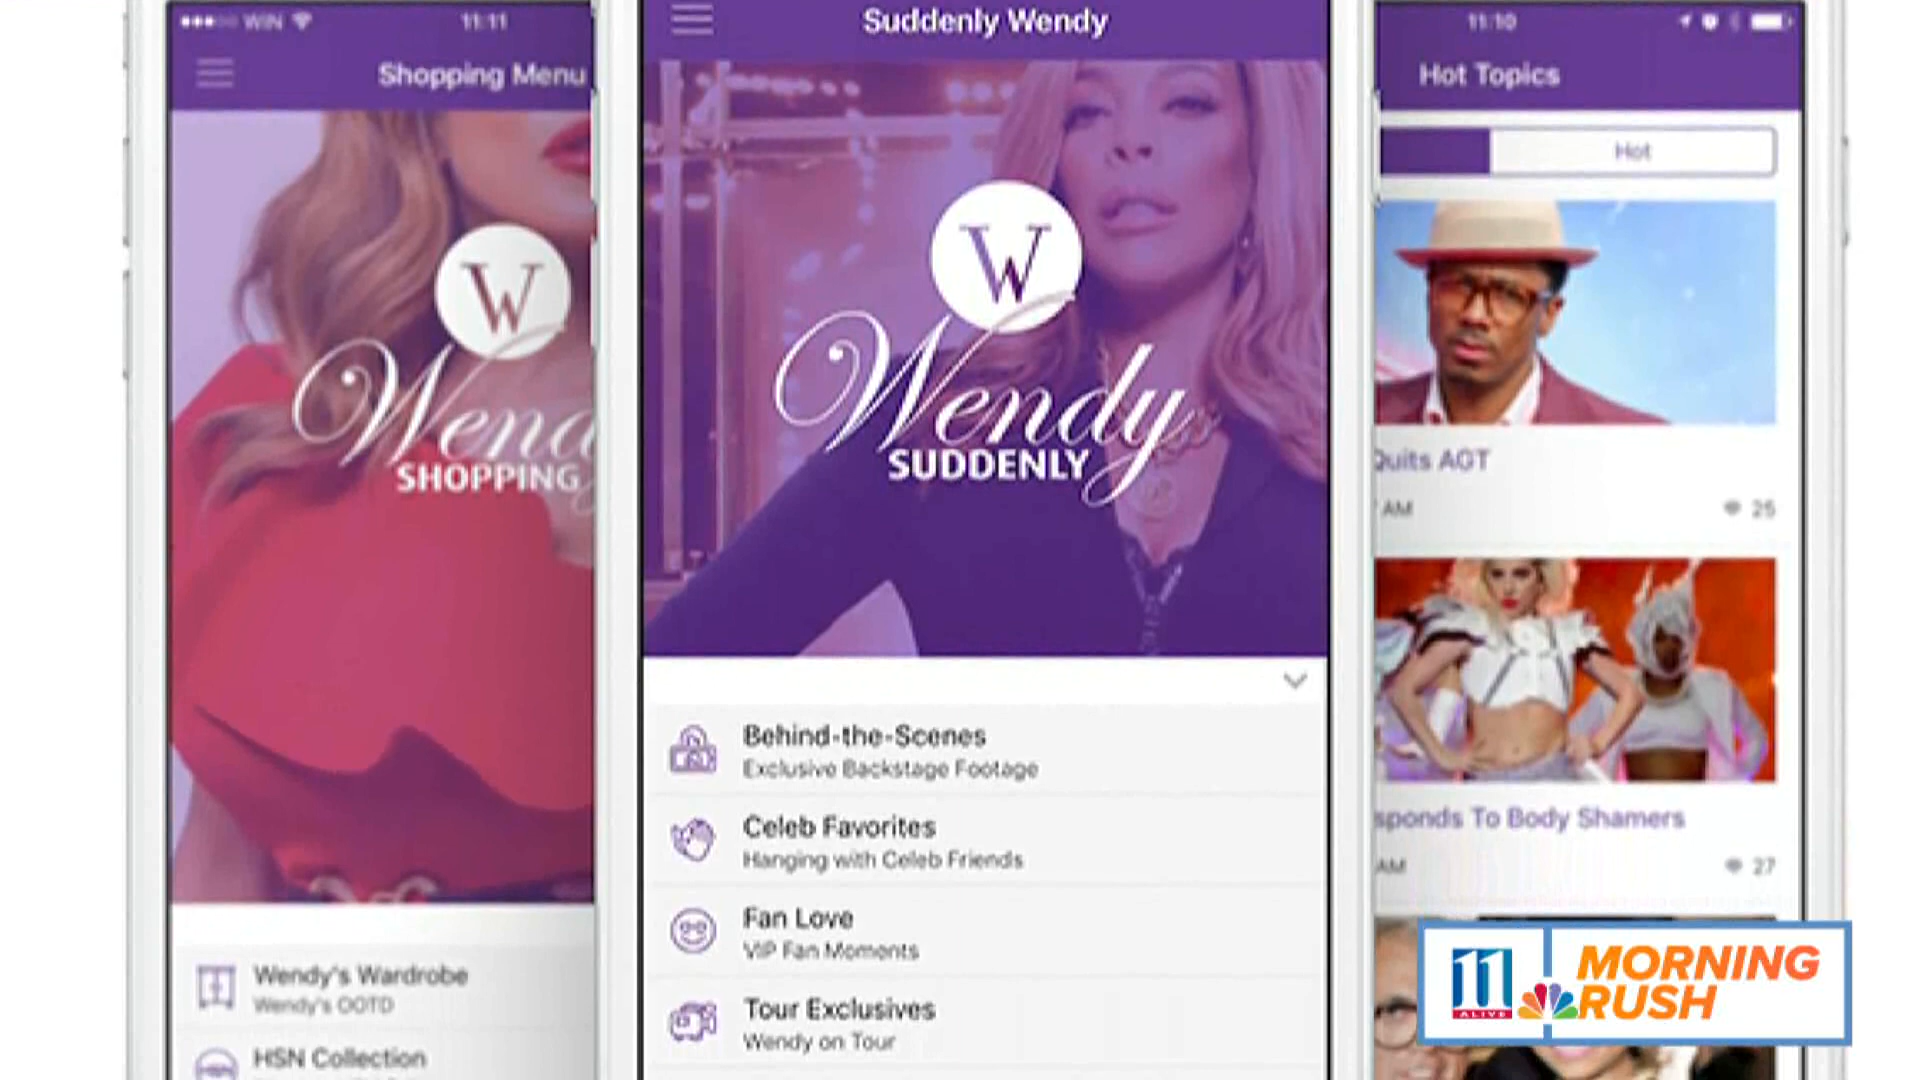 WIN
11:11
Shopping Menu
W
Wend
SHOPPING
Wendy's Wardrobe
Wendy's OOTD
HSN Collection
Suddenly Wendy
W
Wendy
SUDDENLY
Behind-the-Scenes
Exclusive Backstage Footage
Celeb Favorites
Hanging with Celeb Friends
Fan Love
VIP Fan Moments
Tour Exclusives
Wendy on Tour
11:10
Hot Topics
Hot
Quits AGT
AM
25
sponds To Body Shamers
AM
27
11
ALIVE
MORNING
RUSH